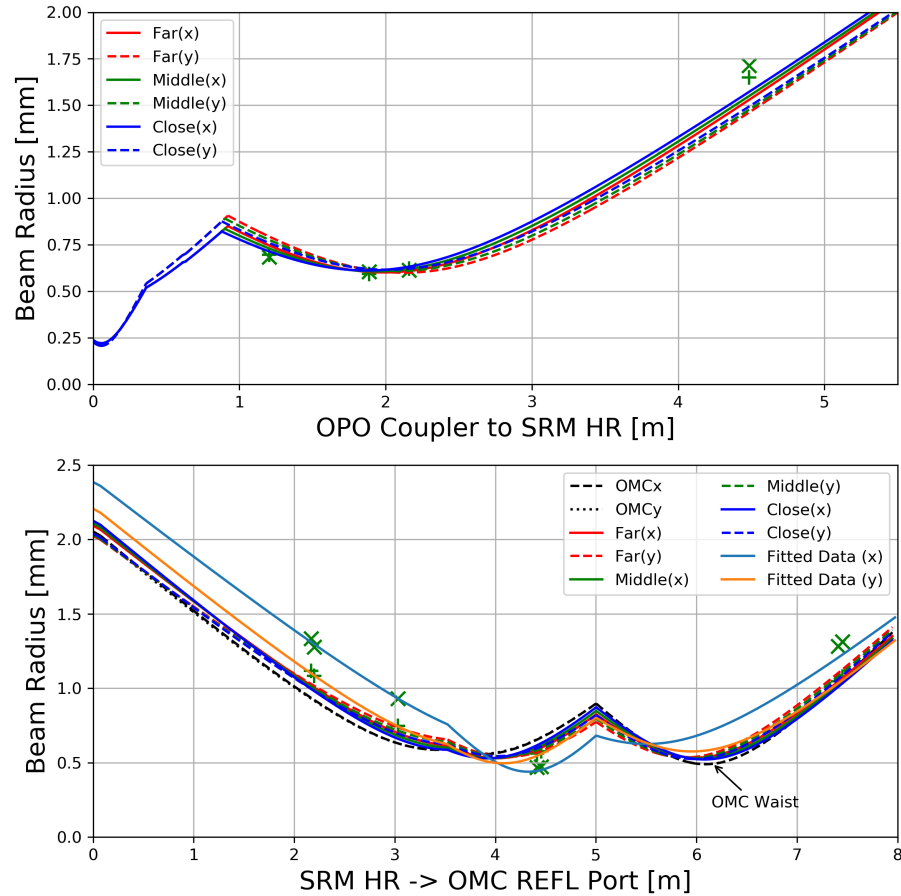 2.00
1.75
1.50
1.25
1.00
0.75
0.50
0.25
0.00
Beam Radius [mm]
Far(x)
Far(y)
Middle(x)
Middle(y)
Close(x)
Close(y)
0 1 2 3 4 5
OPO Coupler to SRM HR [m]
2.5
2.0
1.5
1.0
0.5
0.0
Beam Radius [mm]
OMCx
OMCy
Far(x)
Far(y)
Middle(x)
Middle(y)
Close(x)
Close(y)
Fitted Data (x)
Fitted Data (y)
OMC Waist
0 1 2 3 4 5 6 7 8
SRM HR -> OMC REFL Port [m]